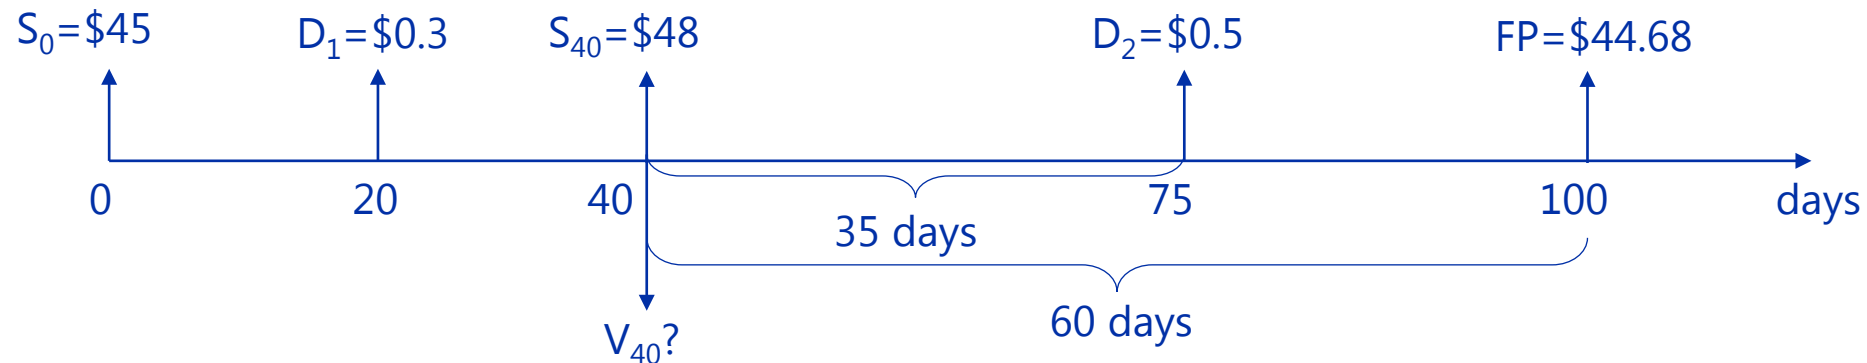 S₀=$45 D₁=$0.3 S₄₀=$48 D₂=$0.5 FP=$44.68
0 20 40 75 100 days
35 days
60 days
V₄₀?